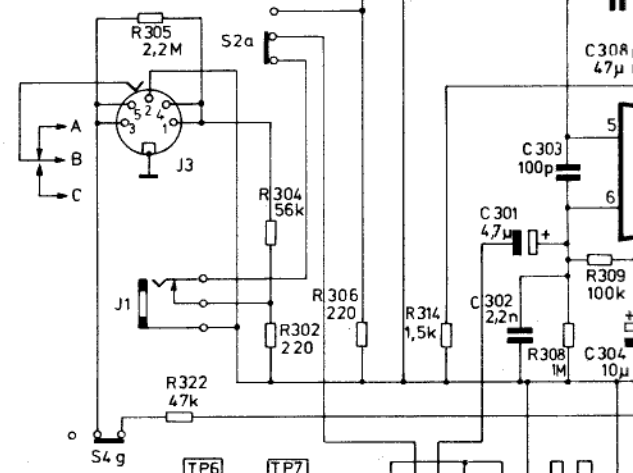 R305
2,2M
S2a
C308
47μ
5
2
4
3
1
A
B
C
J3
5
C303
100p
6
R304
56k
C301
4,7μ
+
R309
100k
J1
R302
220
R306
220
R314
1,5k
C302
2,2n
R308
1M
+
C304
10μ
R322
47k
S4g
TP6
TP7